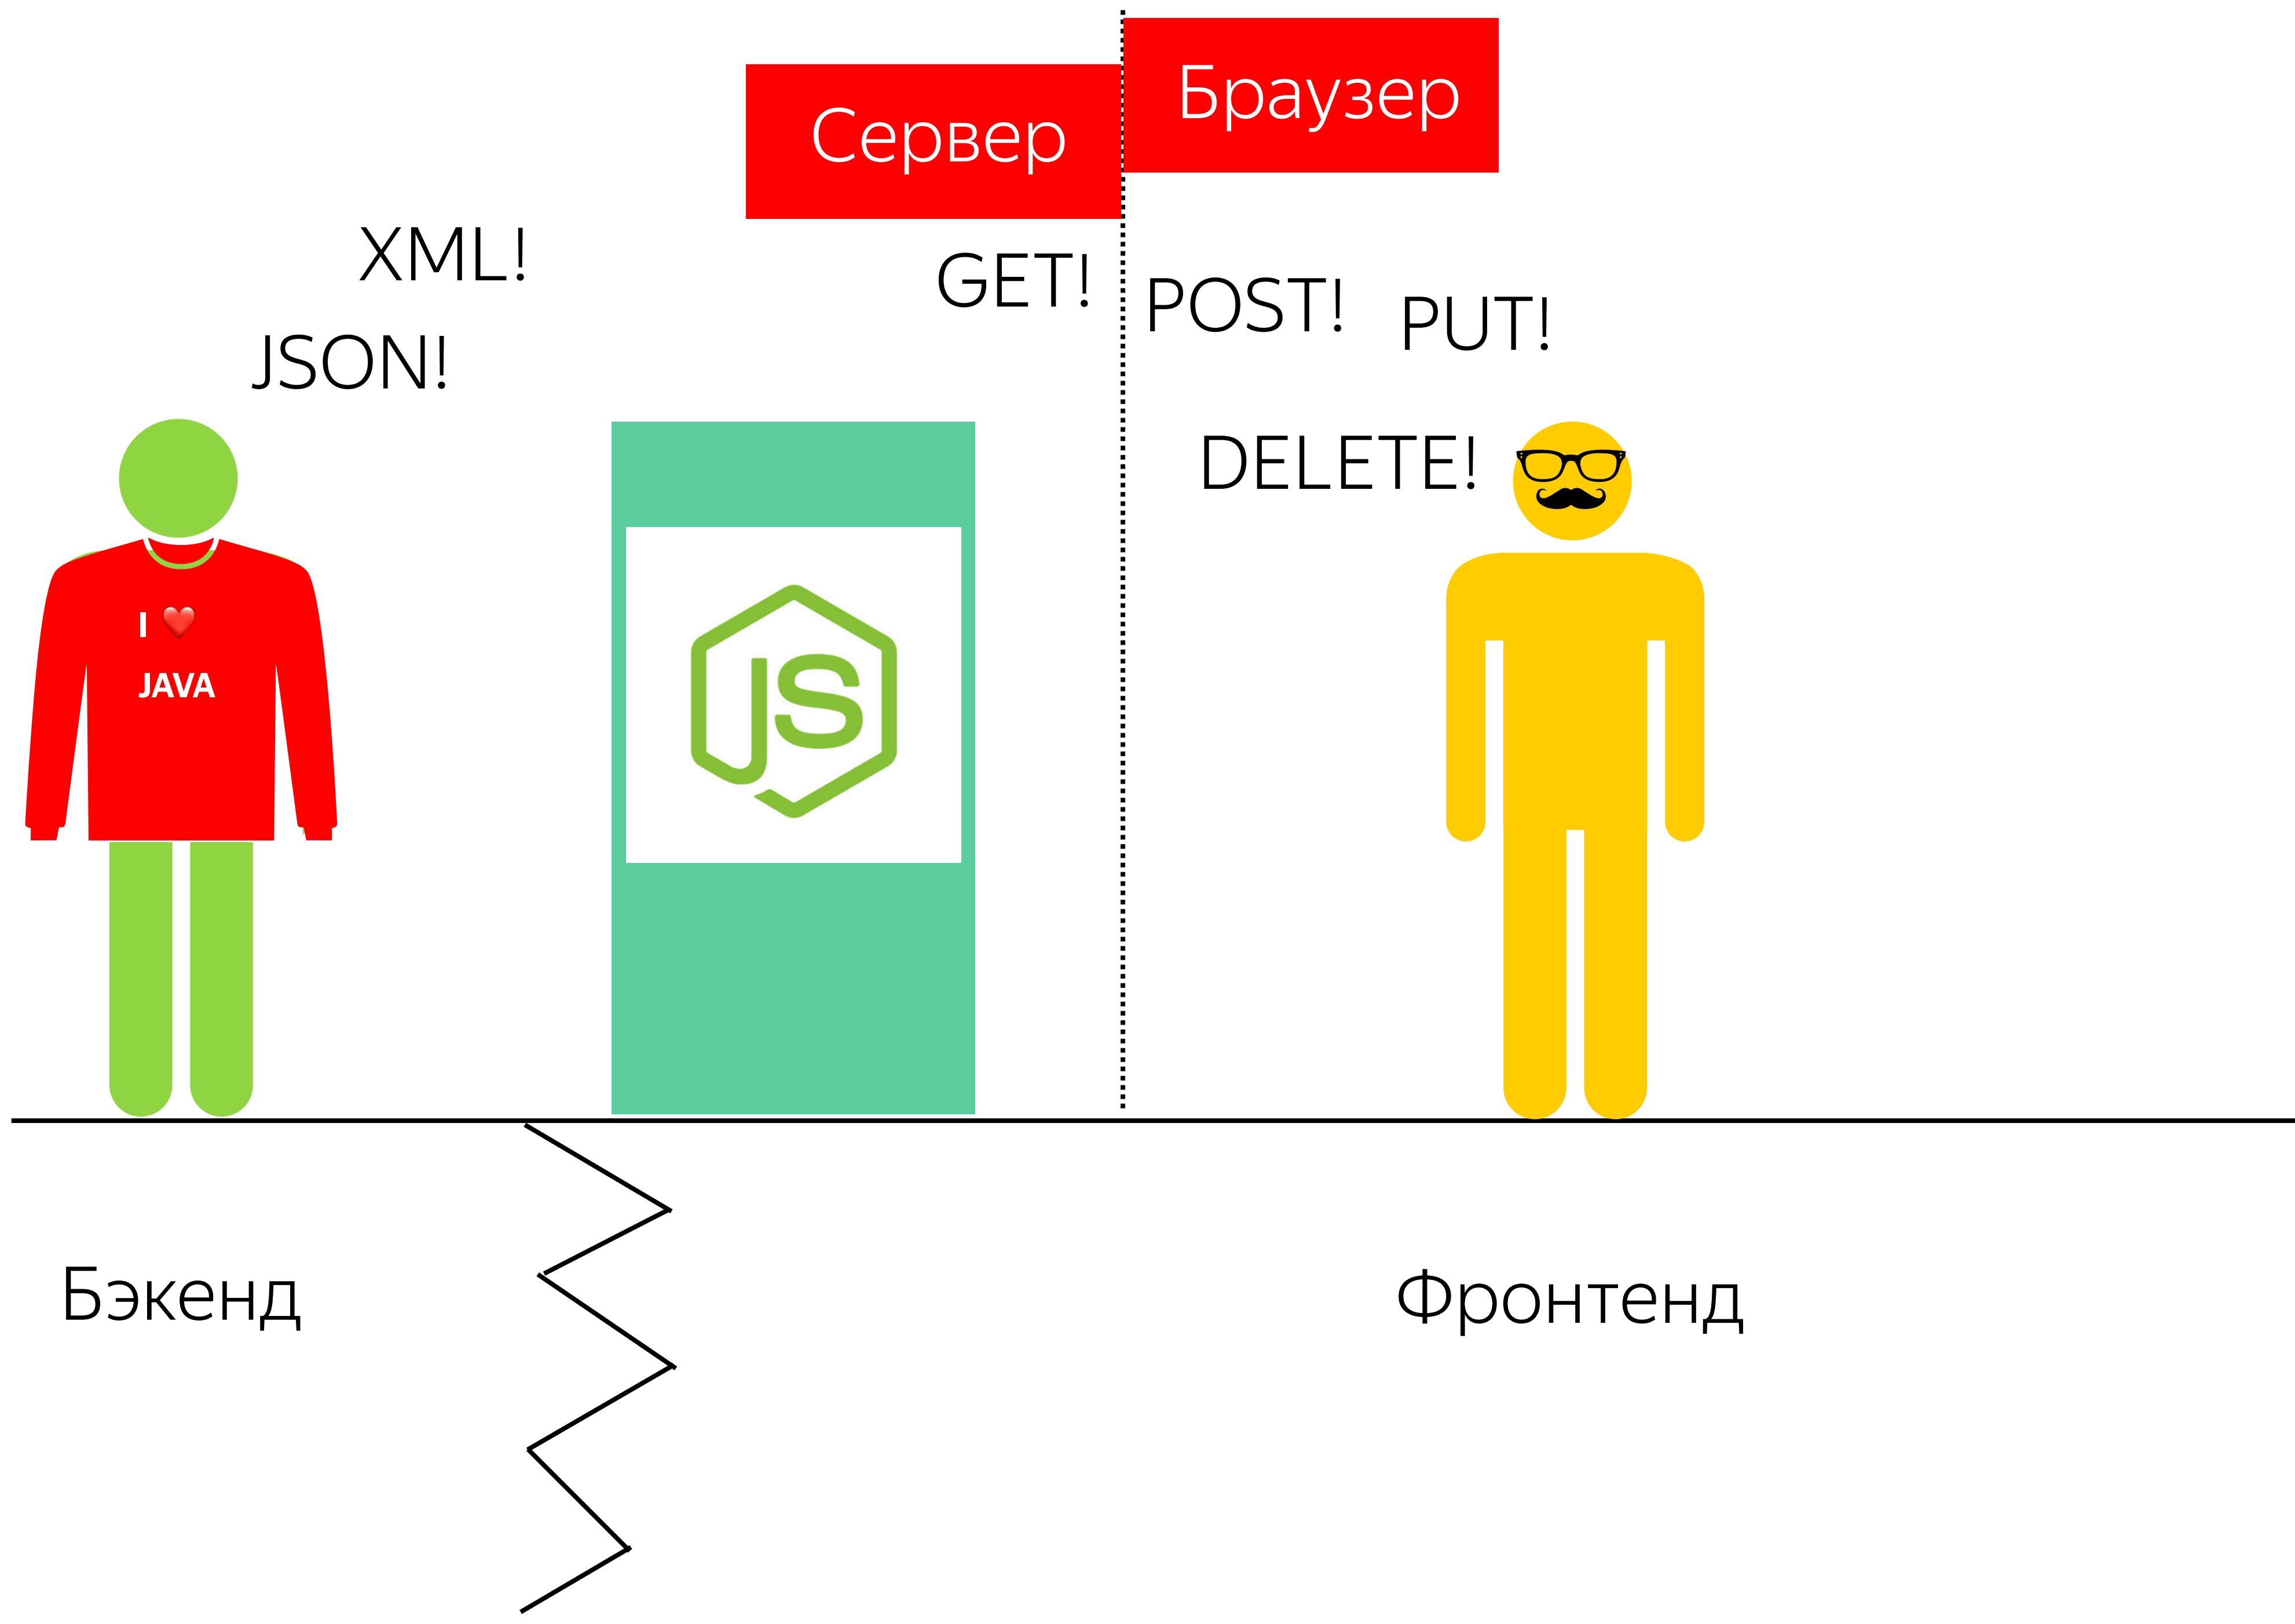 Браузер
Сервер
XML!
GET!
POST!
PUT!
JSON!
DELETE!
I ❤️
JAVA
JS
Бэкенд
Фронтенд